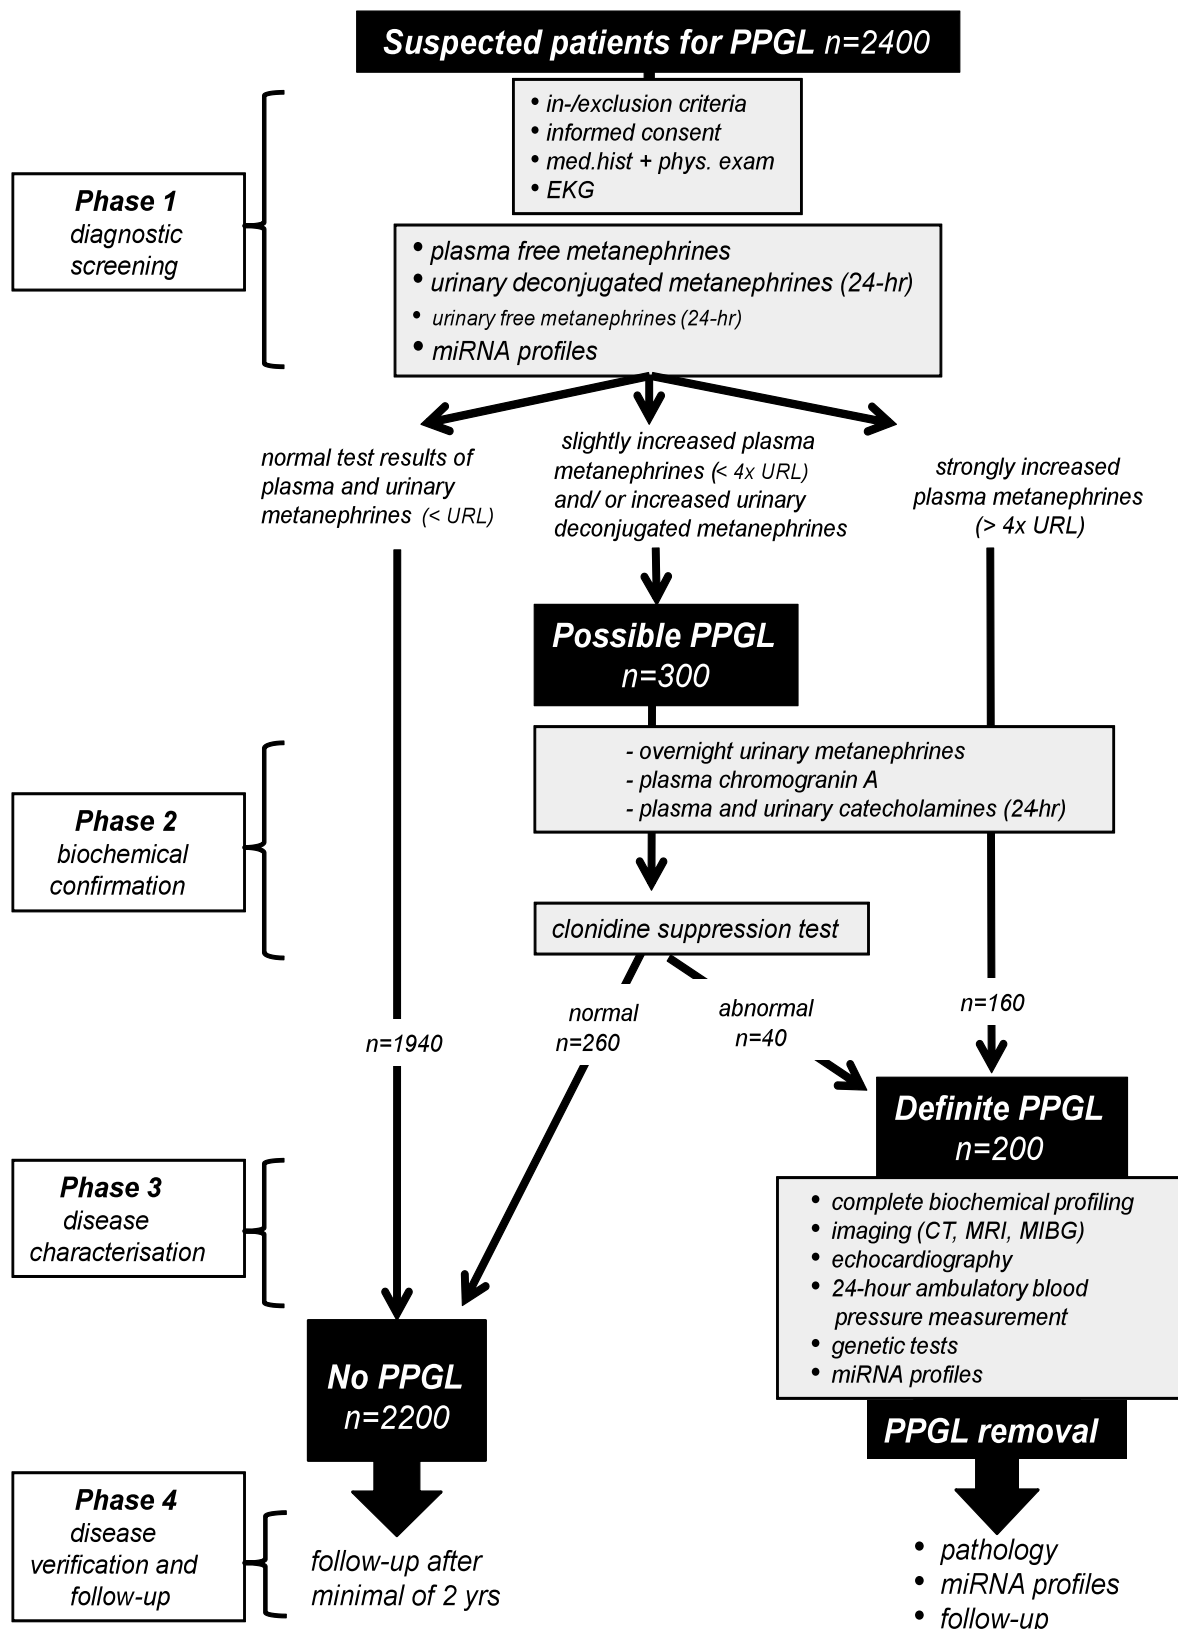 Suspected patients for PPGL n=2400
• in-/exclusion criteria
• informed consent
• med.hist + phys. exam
• EKG
Phase 1
diagnostic
screening
• plasma free metanephrines
• urinary deconjugated metanephrines (24-hr)
• urinary free metanephrines (24-hr)
• miRNA profiles
normal test results of
plasma and urinary
metanephrines (< URL)
slightly increased plasma
metanephrines (< 4x URL)
and/ or increased urinary
deconjugated metanephrines
strongly increased
plasma metanephrines
(> 4x URL)
Possible PPGL
n=300
Phase 2
biochemical
confirmation
- overnight urinary metanephrines
- plasma chromogranin A
- plasma and urinary catecholamines (24-hr)
clonidine suppression test
n=1940
normal
n=260
abnormal
n=40
n=160
Definite PPGL
n=200
Phase 3
disease
characterisation
• complete biochemical profiling
• imaging (CT, MRI, MIBG)
• echocardiography
• 24-hour ambulatory blood
pressure measurement
• genetic tests
• miRNA profiles
No PPGL
n=2200
PPGL removal
Phase 4
disease
verification and
follow-up
follow-up after
minimal of 2 yrs
• pathology
• miRNA profiles
• follow-up